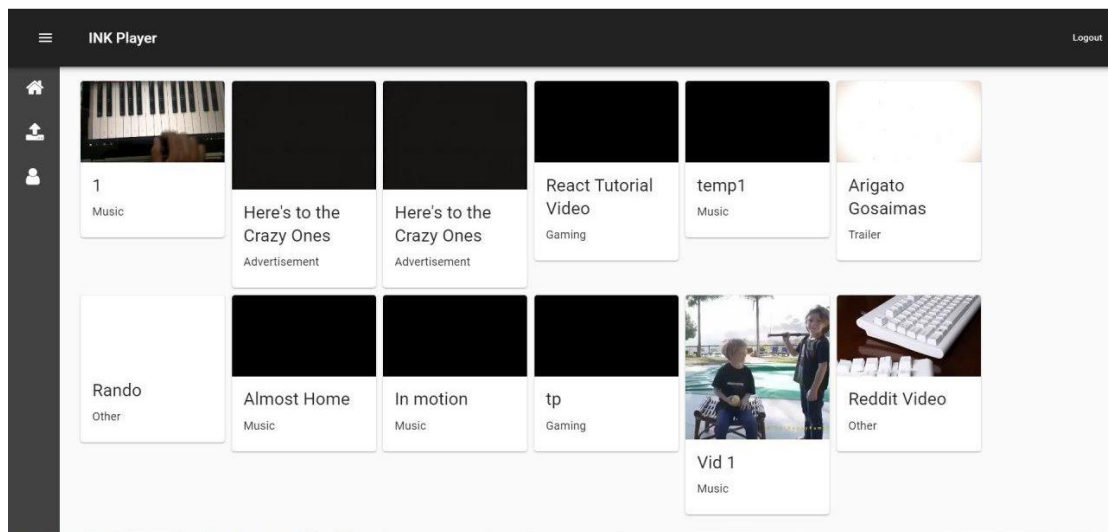 INK Player
Logout
1
Music
Here's to the
Crazy Ones
Advertisement
Here's to the
Crazy Ones
Advertisement
React Tutorial
Video
Gaming
temp1
Music
Arigato
Gosaimas
Trailer
Rando
Other
Almost Home
Music
In motion
Music
tp
Gaming
Vid 1
Music
Reddit Video
Other